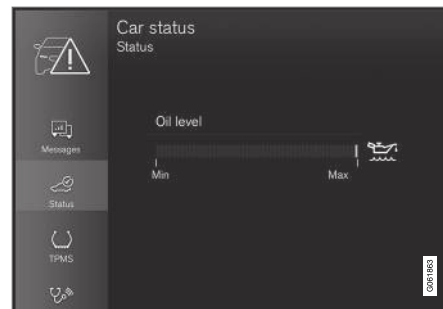 Car status
Status
Oil level
Min Max
Messages
Status
TPMS
G061863